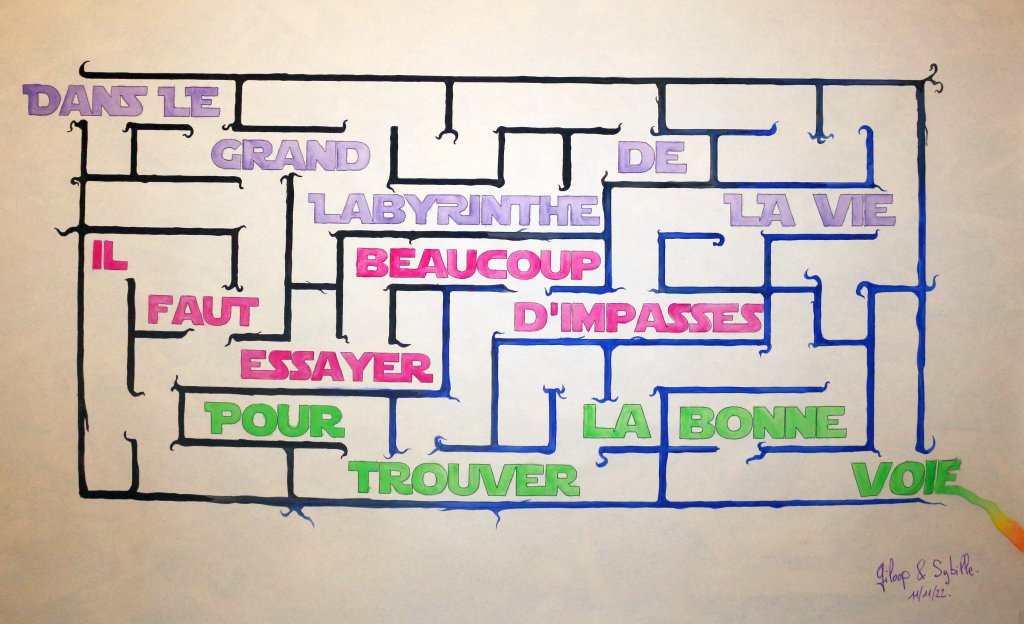 DANS LE
GRAND DE
LABYRINTHE LA VIE
IL BEAUCOUP
FAUT D'IMPASSES
ESSAYER
POUR LA BONNE
TROUVER VOIE
Giloop & Sybille.
11/11/22.